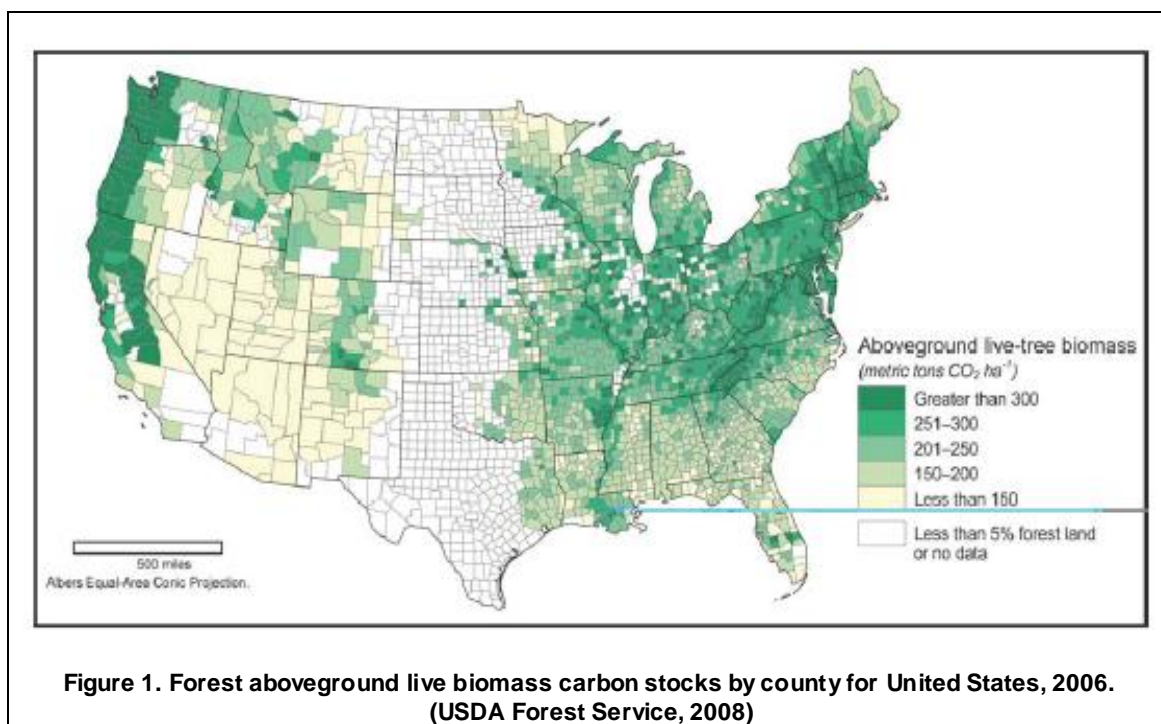 Aboveground live-tree biomass
(metric tons CO₂ ha⁻¹)
Greater than 300
251–300
201–250
150–200
Less than 150
Less than 5% forest land
or no data
500 miles
Albers Equal-Area Conic Projection.
Figure 1. Forest aboveground live biomass carbon stocks by county for United States, 2006.
(USDA Forest Service, 2008)